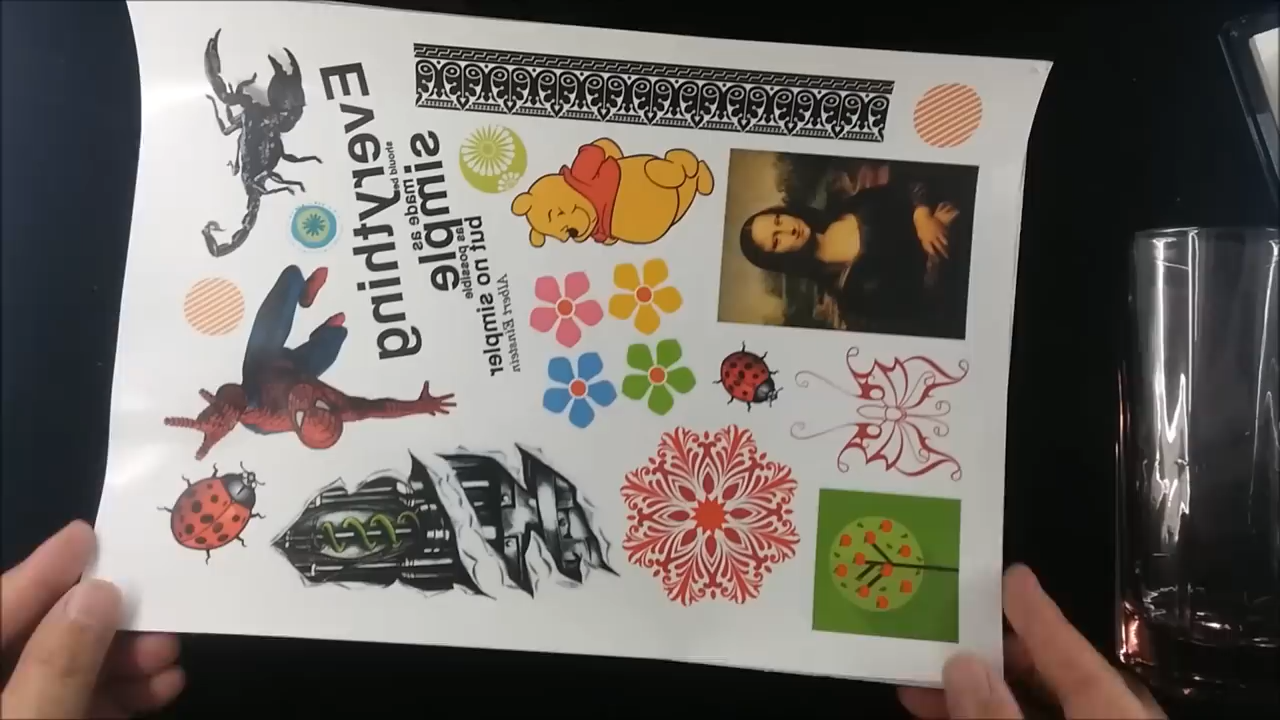 Everything
should be
made as
simple
as possible
but no
simpler
Albert Einstein